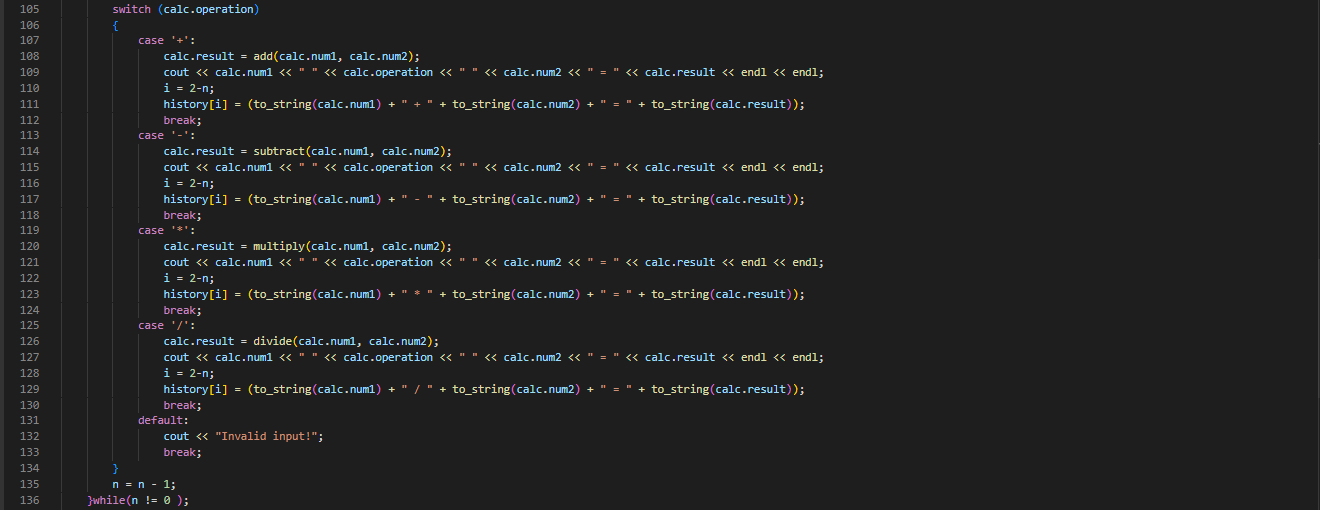 105 switch (calc.operation)
106 {
107 case '+':
108 calc.result = add(calc.num1, calc.num2);
109 cout << calc.num1 << " " << calc.operation << " " << calc.num2 << " = " << calc.result << endl << endl;
110 i = 2-n;
111 history[i] = (to_string(calc.num1) + " + " + to_string(calc.num2) + " = " + to_string(calc.result));
112 break;
113 case '-':
114 calc.result = subtract(calc.num1, calc.num2);
115 cout << calc.num1 << " " << calc.operation << " " << calc.num2 << " = " << calc.result << endl << endl;
116 i = 2-n;
117 history[i] = (to_string(calc.num1) + " - " + to_string(calc.num2) + " = " + to_string(calc.result));
118 break;
119 case '*':
120 calc.result = multiply(calc.num1, calc.num2);
121 cout << calc.num1 << " " << calc.operation << " " << calc.num2 << " = " << calc.result << endl << endl;
122 i = 2-n;
123 history[i] = (to_string(calc.num1) + " * " + to_string(calc.num2) + " = " + to_string(calc.result));
124 break;
125 case '/':
126 calc.result = divide(calc.num1, calc.num2);
127 cout << calc.num1 << " " << calc.operation << " " << calc.num2 << " = " << calc.result << endl << endl;
128 i = 2-n;
129 history[i] = (to_string(calc.num1) + " / " + to_string(calc.num2) + " = " + to_string(calc.result));
130 break;
131 default:
132 cout << "Invalid input!";
133 break;
134 }
135 n = n - 1;
136 }while(n != 0 );